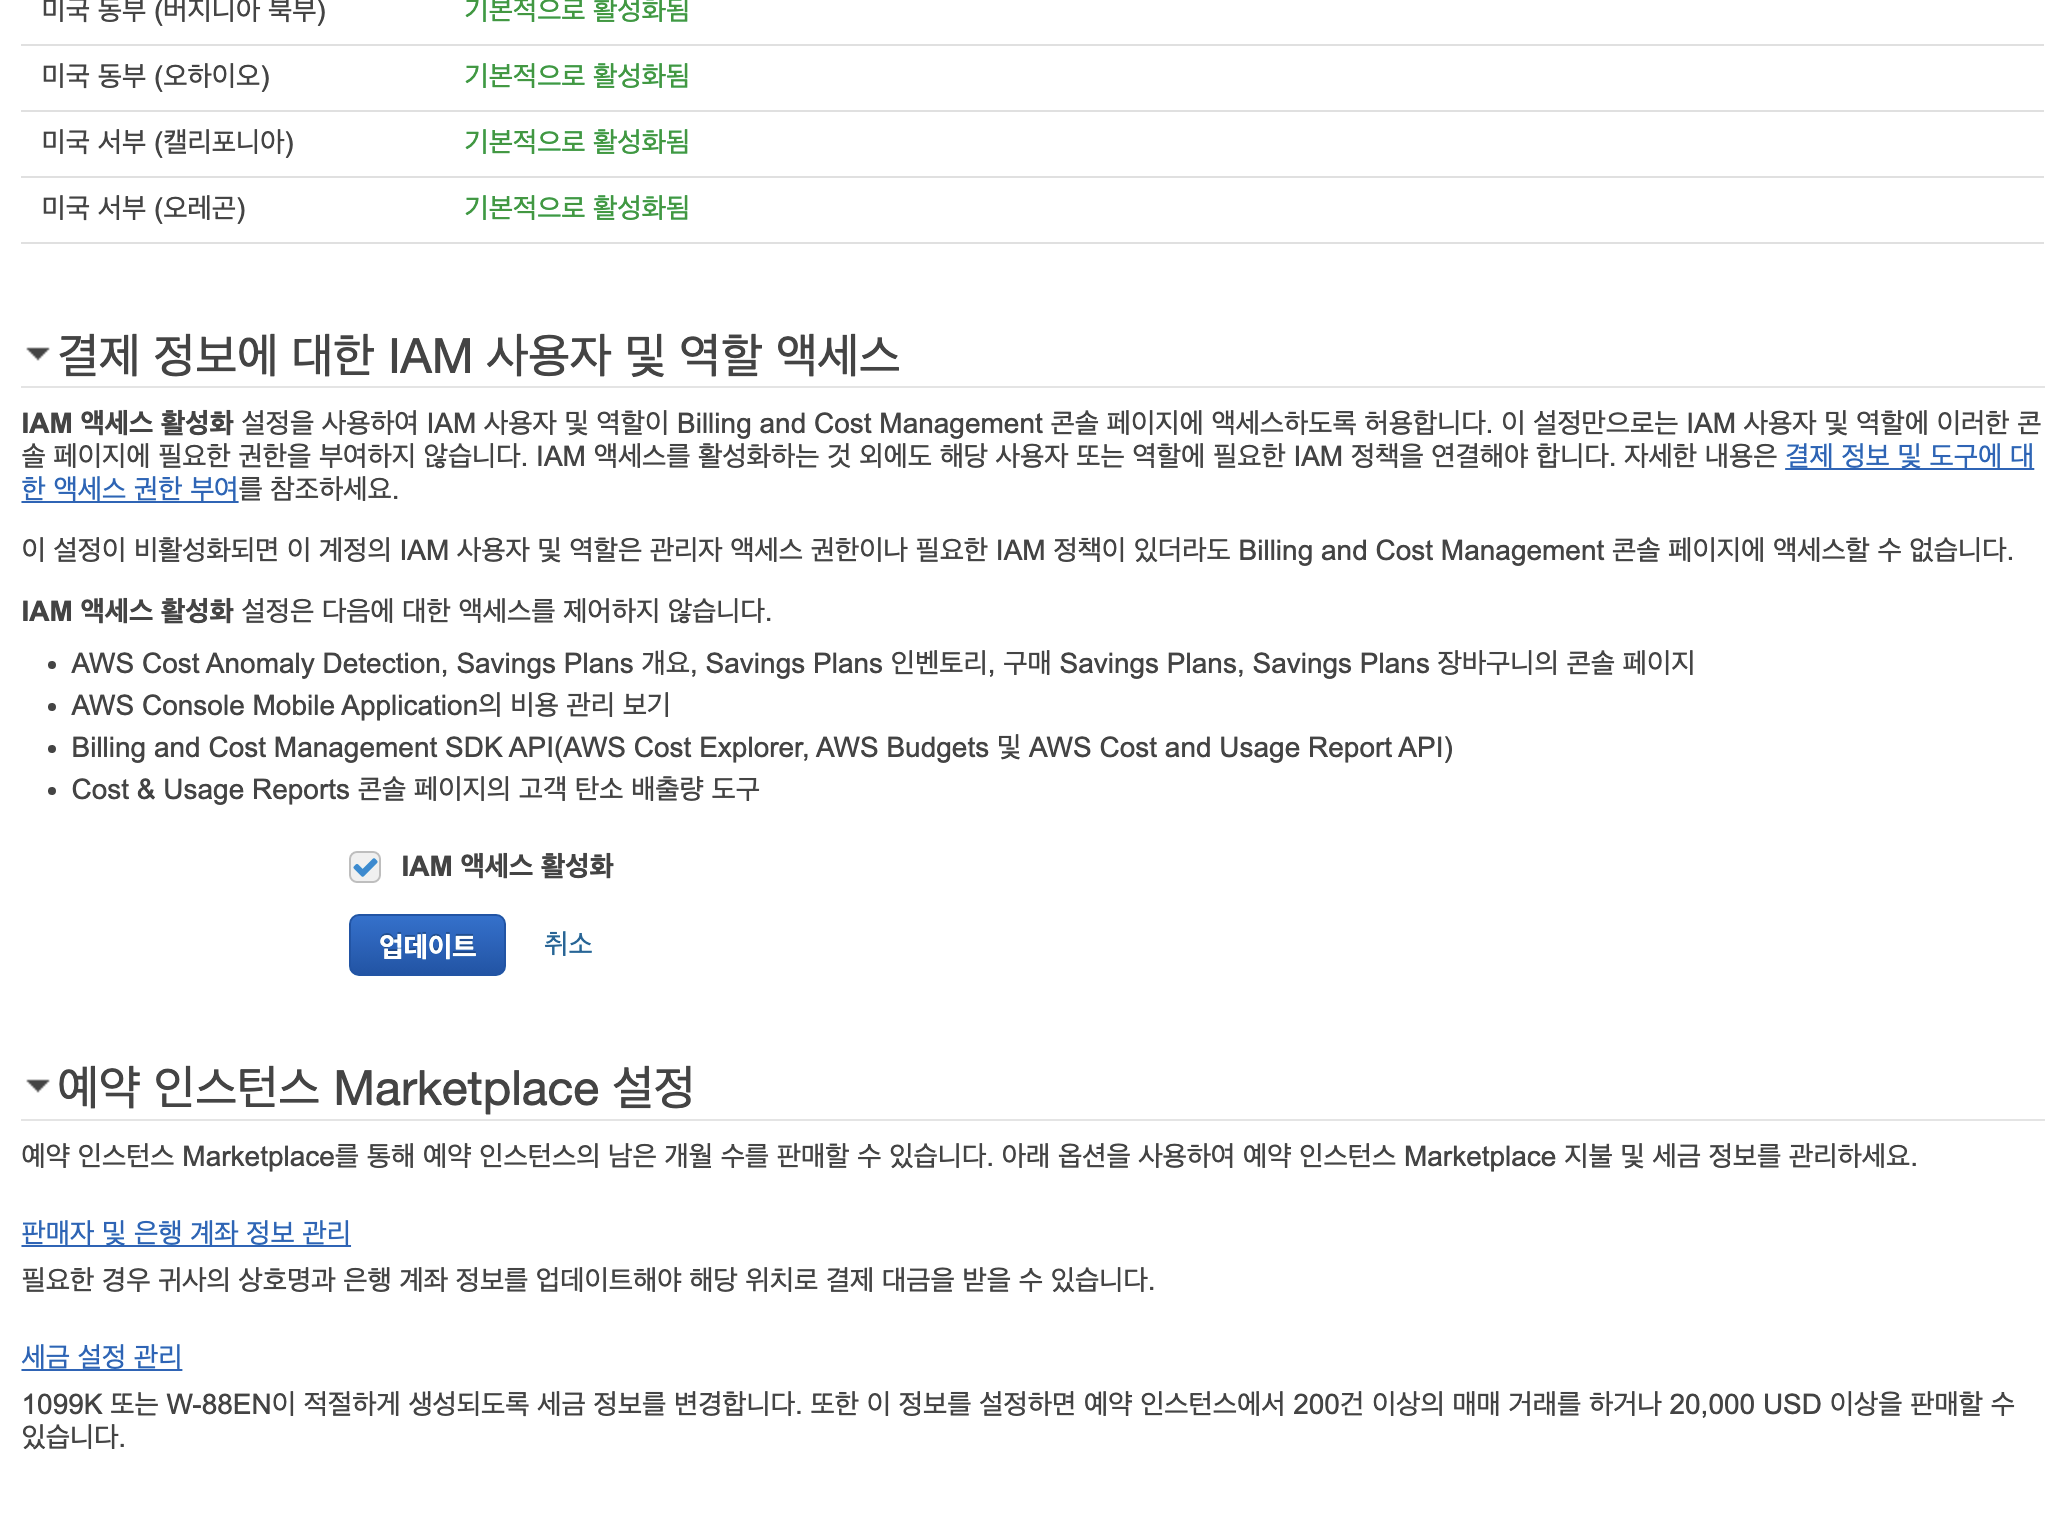 미국 동부 (버지니아 북부) 기본적으로 활성화됨
미국 동부 (오하이오) 기본적으로 활성화됨
미국 서부 (캘리포니아) 기본적으로 활성화됨
미국 서부 (오레곤) 기본적으로 활성화됨
결제 정보에 대한 IAM 사용자 및 역할 액세스
IAM 액세스 활성화 설정을 사용하여 IAM 사용자 및 역할이 Billing and Cost Management 콘솔 페이지에 액세스하도록 허용합니다. 이 설정만으로는 IAM 사용자 및 역할에 이러한 콘
솔 페이지에 필요한 권한을 부여하지 않습니다. IAM 액세스를 활성화하는 것 외에도 해당 사용자 또는 역할에 필요한 IAM 정책을 연결해야 합니다. 자세한 내용은 결제 정보 및 도구에 대
한 액세스 권한 부여를 참조하세요.
이 설정이 비활성화되면 이 계정의 IAM 사용자 및 역할은 관리자 액세스 권한이나 필요한 IAM 정책이 있더라도 Billing and Cost Management 콘솔 페이지에 액세스할 수 없습니다.
IAM 액세스 활성화 설정은 다음에 대한 액세스를 제어하지 않습니다.
• AWS Cost Anomaly Detection, Savings Plans 개요, Savings Plans 인벤토리, 구매 Savings Plans, Savings Plans 장바구니의 콘솔 페이지
• AWS Console Mobile Application의 비용 관리 보기
• Billing and Cost Management SDK API(AWS Cost Explorer, AWS Budgets 및 AWS Cost and Usage Report API)
• Cost & Usage Reports 콘솔 페이지의 고객 탄소 배출량 도구
IAM 액세스 활성화
업데이트 취소
예약 인스턴스 Marketplace 설정
예약 인스턴스 Marketplace를 통해 예약 인스턴스의 남은 개월 수를 판매할 수 있습니다. 아래 옵션을 사용하여 예약 인스턴스 Marketplace 지불 및 세금 정보를 관리하세요.
판매자 및 은행 계좌 정보 관리
필요한 경우 귀사의 상호명과 은행 계좌 정보를 업데이트해야 해당 위치로 결제 대금을 받을 수 있습니다.
세금 설정 관리
1099K 또는 W-88EN이 적절하게 생성되도록 세금 정보를 변경합니다. 또한 이 정보를 설정하면 예약 인스턴스에서 200건 이상의 매매 거래를 하거나 20,000 USD 이상을 판매할 수
있습니다.